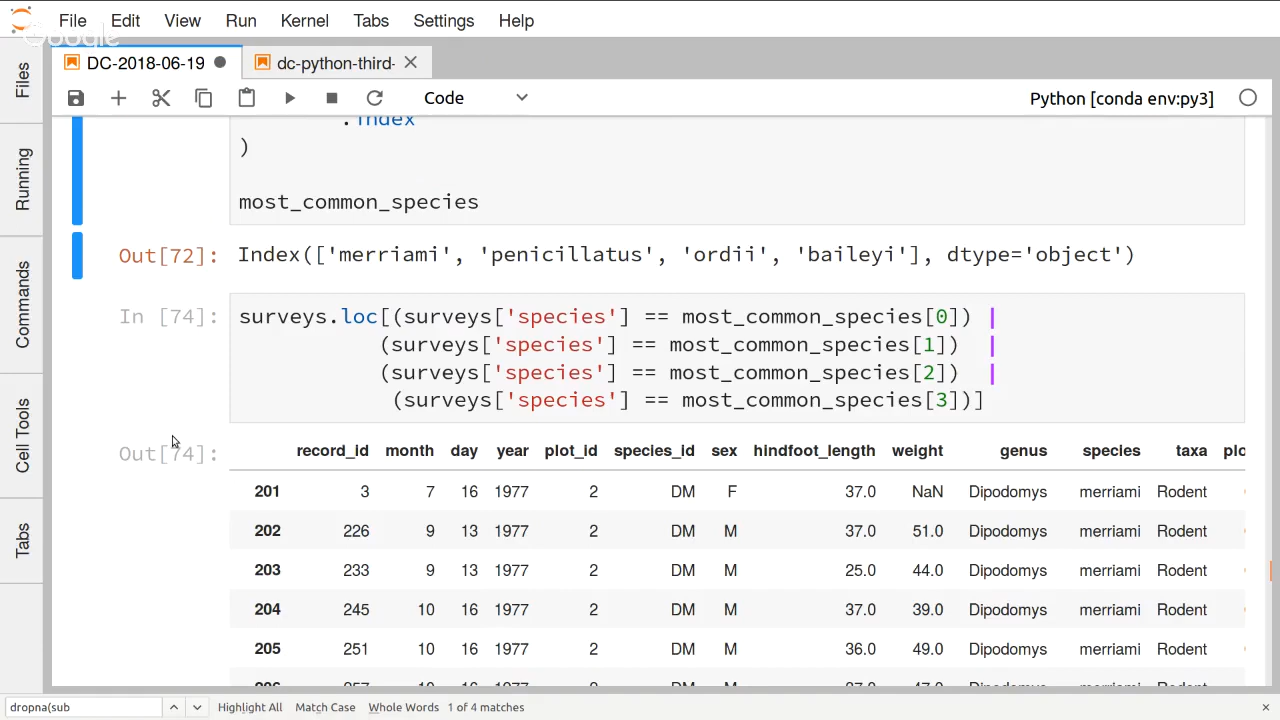 File Edit View Run Kernel Tabs Settings Help
Google
DC-2018-06-19 dc-python-third-
Code Python [conda env:py3]
Files
Running
Commands
Cell Tools
Tabs
.index
)
most_common_species
Out[72]: Index(['merriami', 'penicillatus', 'ordii', 'baileyi'], dtype='object')
In [74]: surveys.loc[(surveys['species'] == most_common_species[0]) |
(surveys['species'] == most_common_species[1]) |
(surveys['species'] == most_common_species[2]) |
(surveys['species'] == most_common_species[3])]
Out[74]:
record_id month day year plot_id species_id sex hindfoot_length weight genus species taxa plo
201 3 7 16 1977 2 DM F 37.0 NaN Dipodomys merriami Rodent
202 226 9 13 1977 2 DM M 37.0 51.0 Dipodomys merriami Rodent
203 233 9 13 1977 2 DM M 25.0 44.0 Dipodomys merriami Rodent
204 245 10 16 1977 2 DM M 37.0 39.0 Dipodomys merriami Rodent
205 251 10 16 1977 2 DM M 36.0 49.0 Dipodomys merriami Rodent
dropna(sub Highlight All Match Case Whole Words 1 of 4 matches